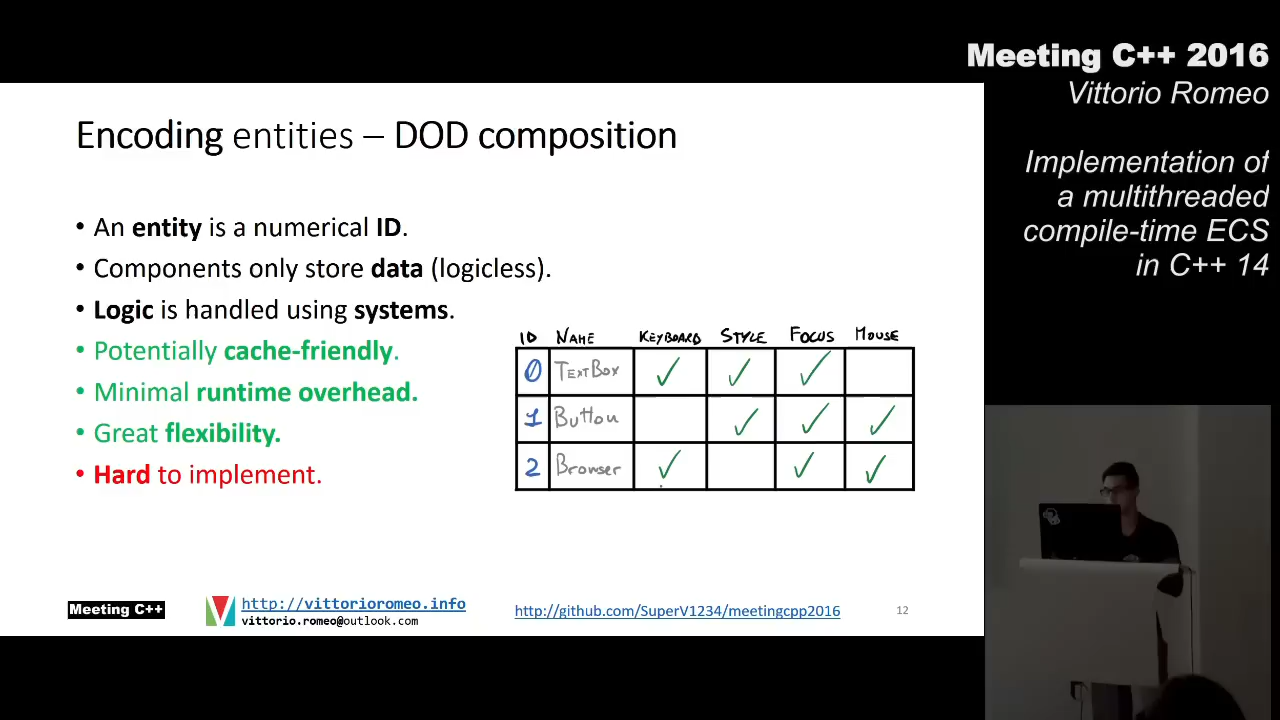 Meeting C++ 2016
Vittorio Romeo
Implementation of
a multithreaded
compile-time ECS
in C++ 14
Encoding entities – DOD composition
• An entity is a numerical ID.
• Components only store data (logicless).
• Logic is handled using systems.
• Potentially cache-friendly.
• Minimal runtime overhead.
• Great flexibility.
• Hard to implement.
ID NAME KEYBOARD STYLE FOCUS MOUSE
0 TEXTBOX ✓ ✓ ✓
1 Button ✓ ✓ ✓
2 Browser ✓ ✓ ✓
Meeting C++
http://vittorioromeo.info
vittorio.romeo@outlook.com
http://github.com/SuperV1234/meetingcpp2016
12